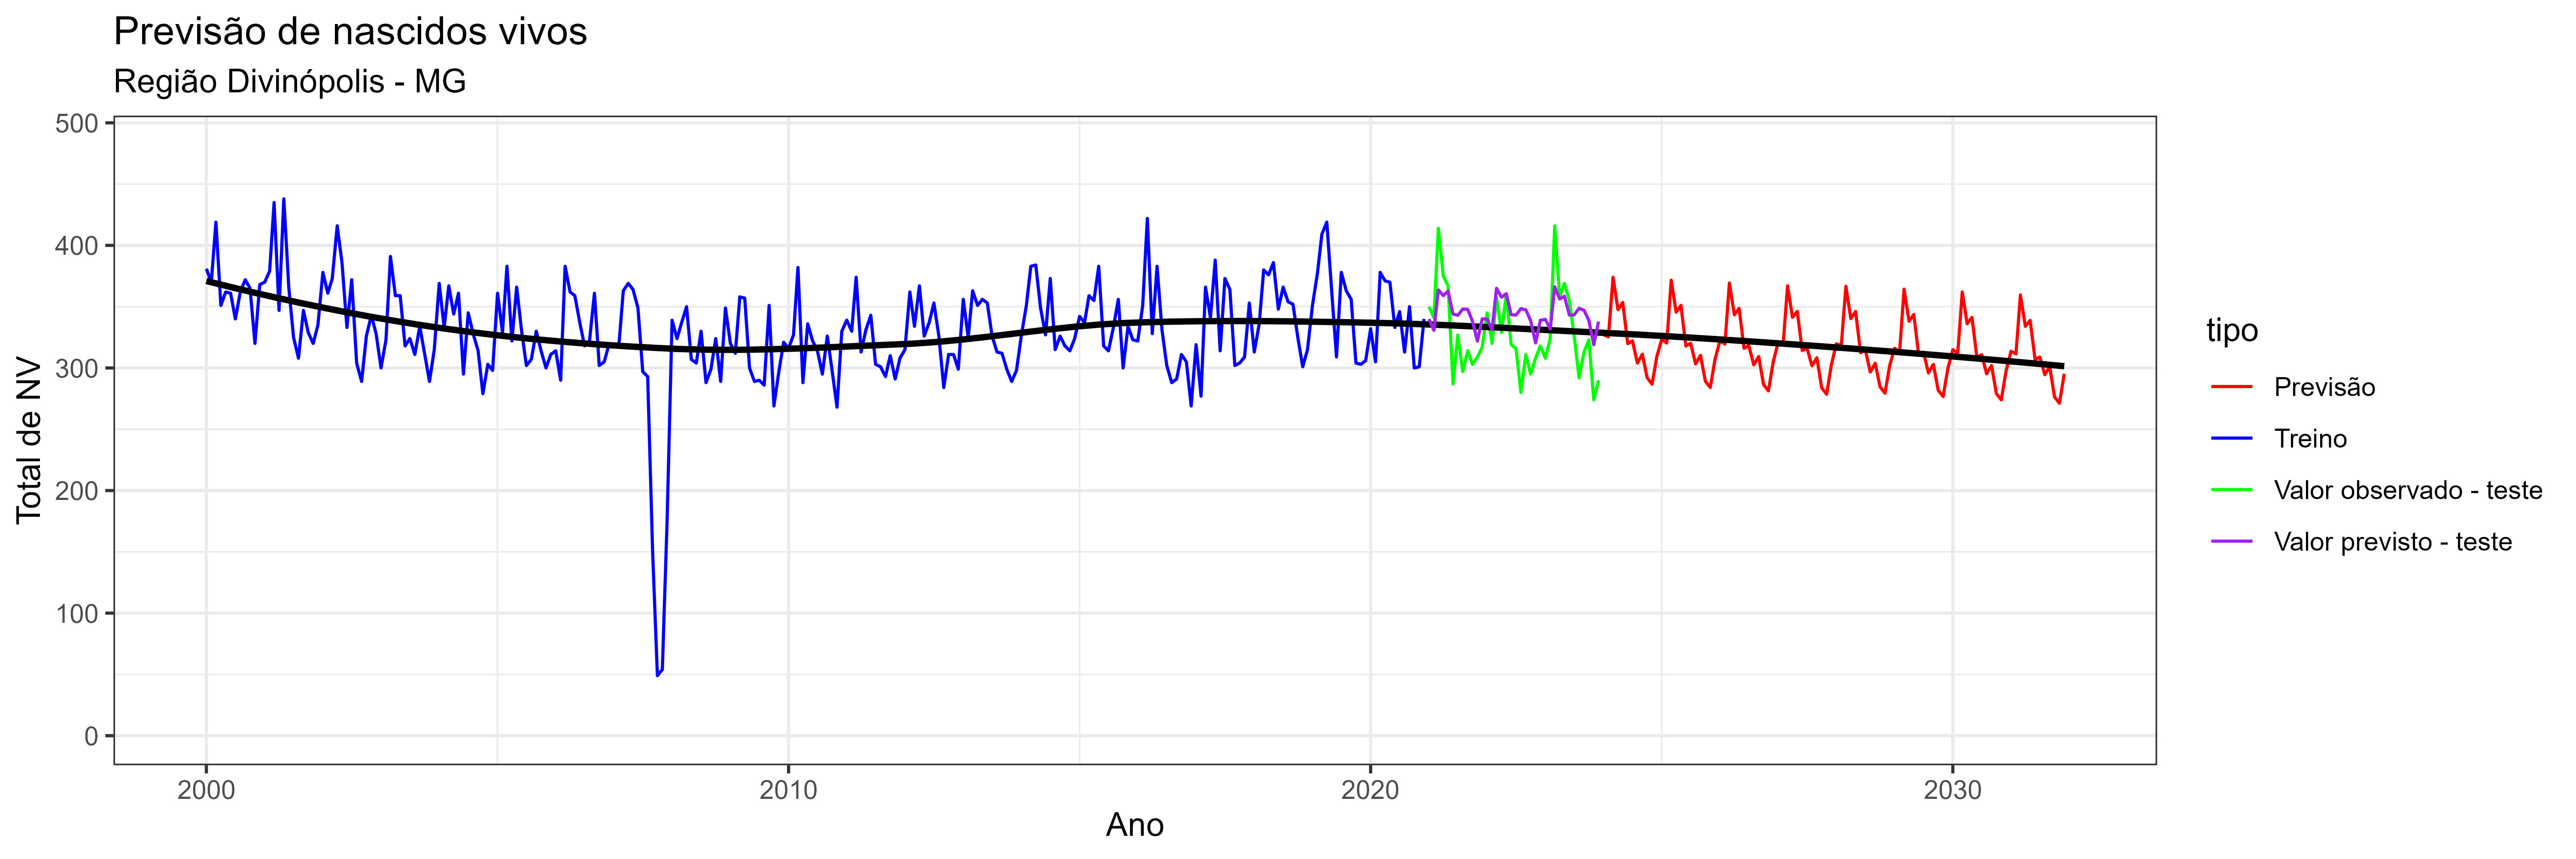 Previsão de nascidos vivos
Região Divinópolis - MG
500
400
300
200
100
0
Total de NV
2000
2010
2020
2030
Ano
tipo
Previsão
Treino
Valor observado - teste
Valor previsto - teste